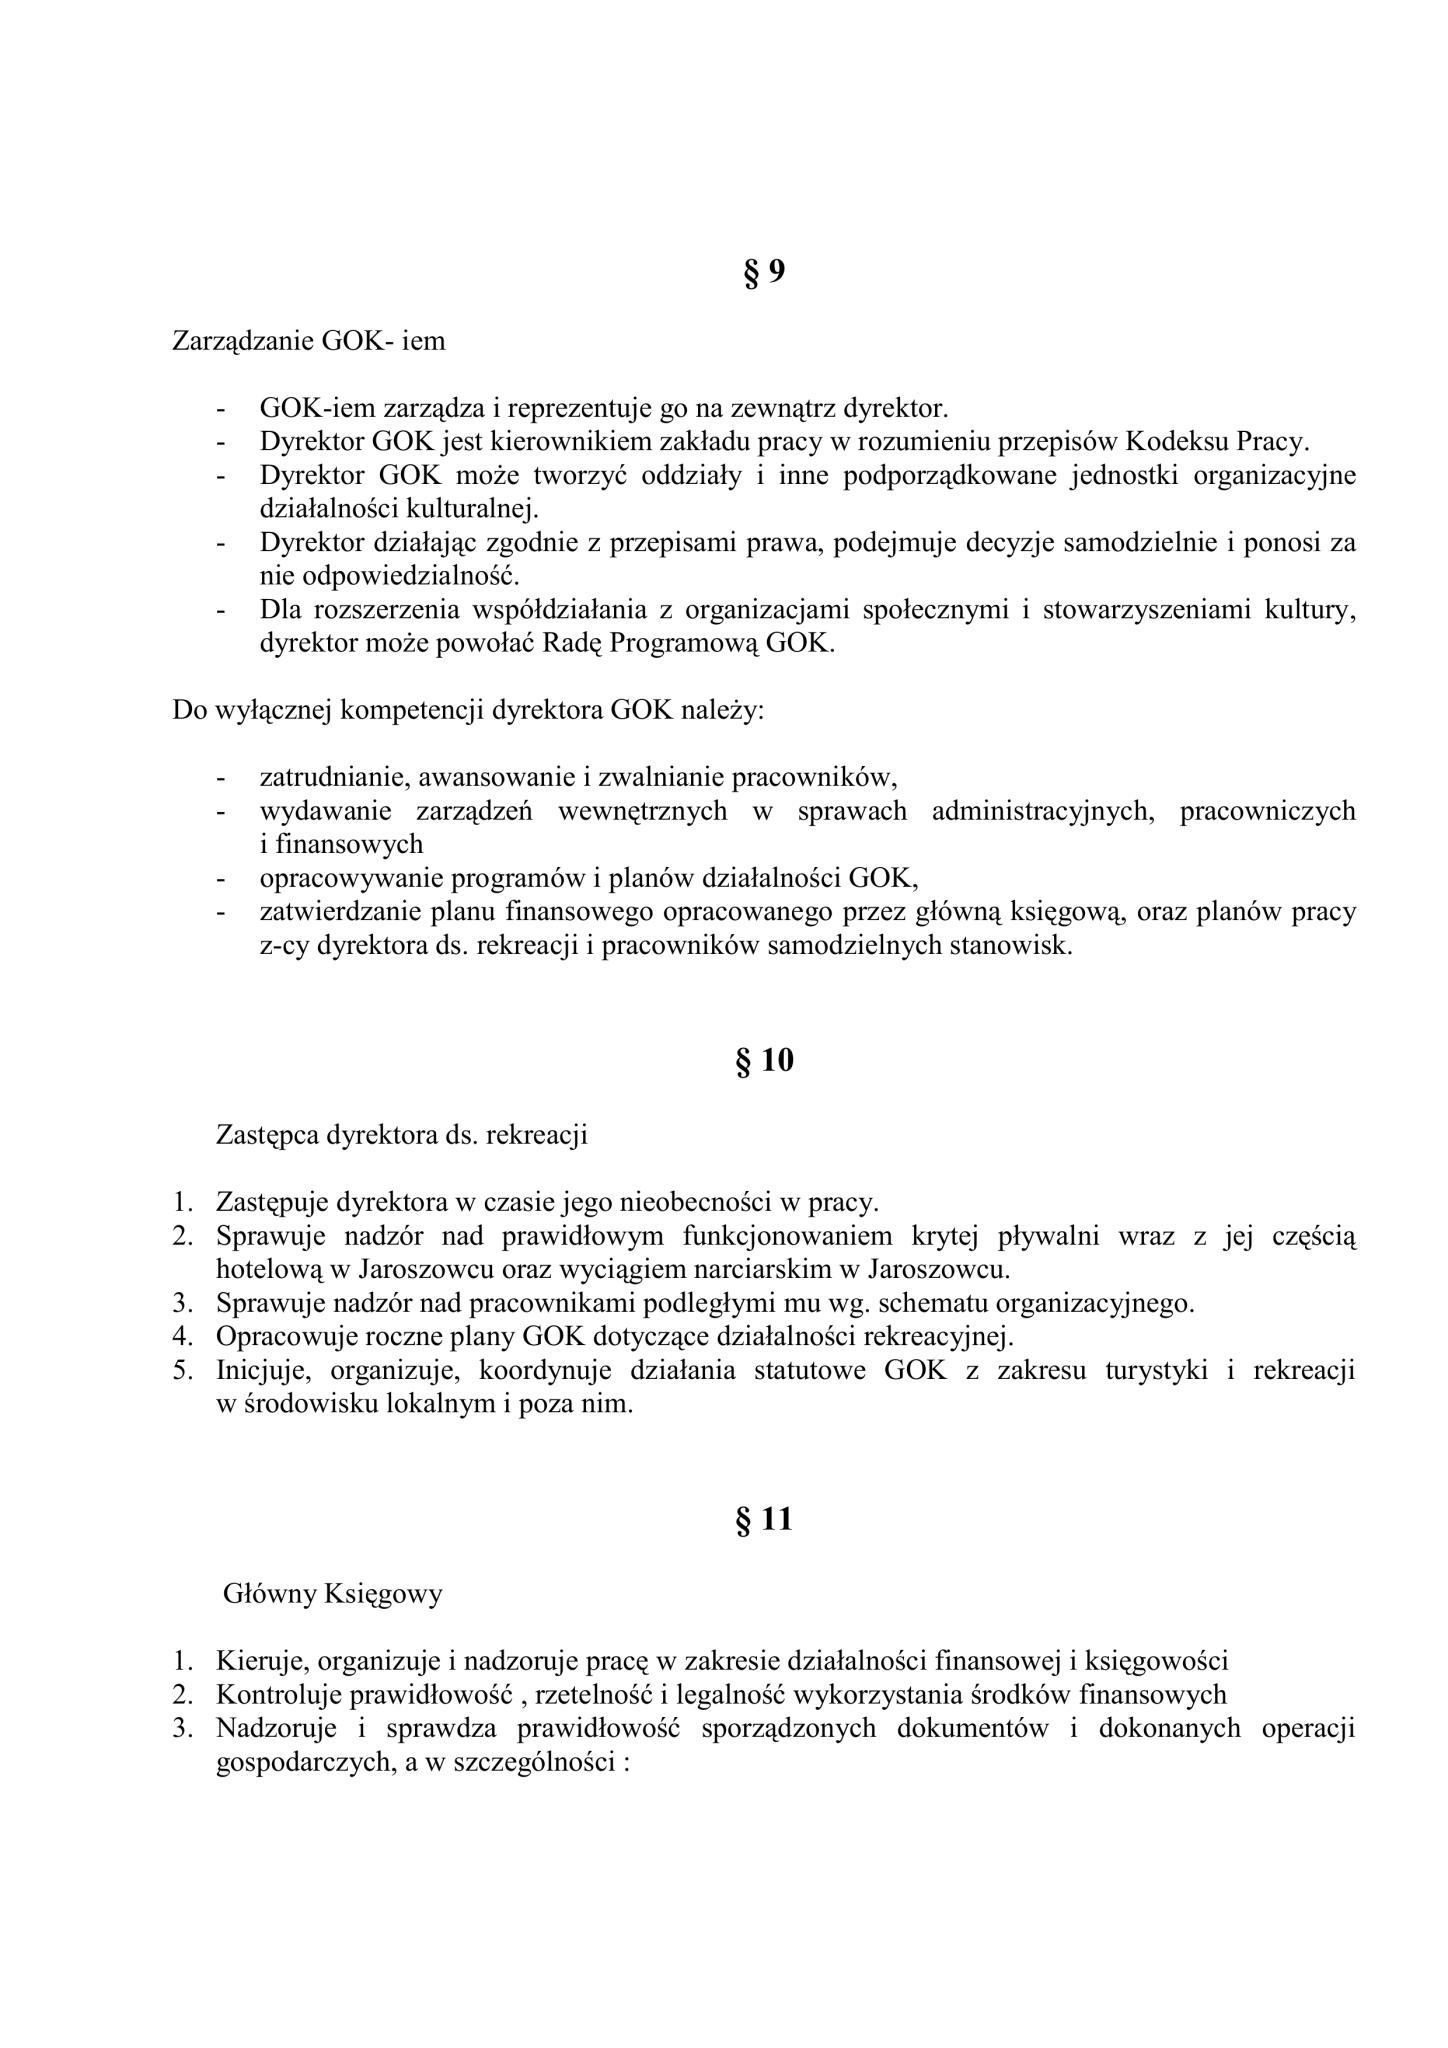 § 9
Zarządzanie GOK- iem
- GOK-iem zarządza i reprezentuje go na zewnątrz dyrektor.
- Dyrektor GOK jest kierownikiem zakładu pracy w rozumieniu przepisów Kodeksu Pracy.
- Dyrektor GOK może tworzyć oddziały i inne podporządkowane jednostki organizacyjne
działalności kulturalnej.
- Dyrektor działając zgodnie z przepisami prawa, podejmuje decyzje samodzielnie i ponosi za
nie odpowiedzialność.
- Dla rozszerzenia współdziałania z organizacjami społecznymi i stowarzyszeniami kultury,
dyrektor może powołać Radę Programową GOK.
Do wyłącznej kompetencji dyrektora GOK należy:
- zatrudnianie, awansowanie i zwalnianie pracowników,
- wydawanie zarządzeń wewnętrznych w sprawach administracyjnych, pracowniczych
i finansowych
- opracowywanie programów i planów działalności GOK,
- zatwierdzanie planu finansowego opracowanego przez główną księgową, oraz planów pracy
z-cy dyrektora ds. rekreacji i pracowników samodzielnych stanowisk.
§ 10
Zastępca dyrektora ds. rekreacji
1. Zastępuje dyrektora w czasie jego nieobecności w pracy.
2. Sprawuje nadzór nad prawidłowym funkcjonowaniem krytej pływalni wraz z jej częścią
hotelową w Jaroszowcu oraz wyciągiem narciarskim w Jaroszowcu.
3. Sprawuje nadzór nad pracownikami podległymi mu wg. schematu organizacyjnego.
4. Opracowuje roczne plany GOK dotyczące działalności rekreacyjnej.
5. Inicjuje, organizuje, koordynuje działania statutowe GOK z zakresu turystyki i rekreacji
w środowisku lokalnym i poza nim.
§ 11
Główny Księgowy
1. Kieruje, organizuje i nadzoruje pracę w zakresie działalności finansowej i księgowości
2. Kontroluje prawidłowość , rzetelność i legalność wykorzystania środków finansowych
3. Nadzoruje i sprawdza prawidłowość sporządzonych dokumentów i dokonanych operacji
gospodarczych, a w szczególności :